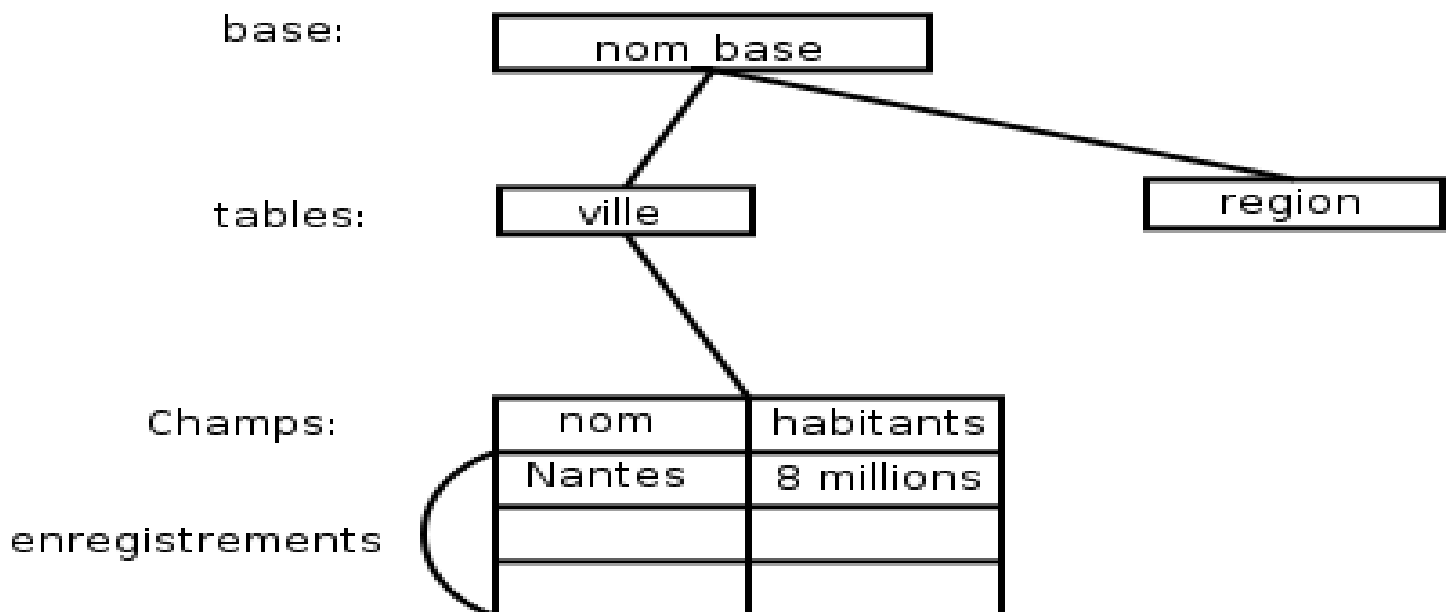 base:
nom_base
tables:
ville
region
Champs:
nom
habitants
Nantes
8 millions
enregistrements